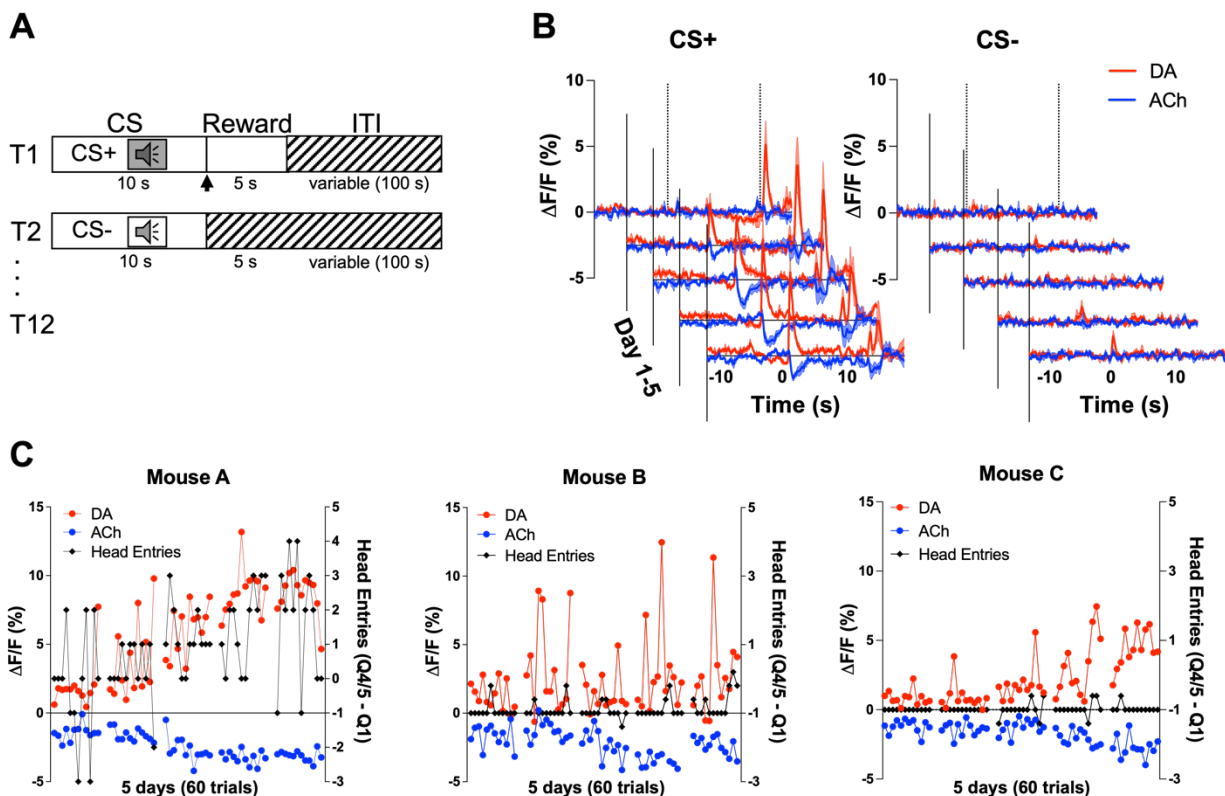 A
CS Reward ITI
T1 CS+
10 s 5 s variable (100 s)
T2 CS-
10 s 5 s variable (100 s)
.
.
.
T12
B
CS+ CS-
DA
ACh
ΔF/F (%)
10
5
0
-5
Day 1-5
-10 0 10
Time (s)
ΔF/F (%)
10
5
0
-5
-10 0 10
Time (s)
C
Mouse A
DA
ACh
Head Entries
ΔF/F (%)
15
10
5
0
-5
5
4
3
2
1
0
-1
-2
-3
Head Entries (Q4/5 - Q1)
5 days (60 trials)
Mouse B
DA
ACh
Head Entries
ΔF/F (%)
15
10
5
0
-5
5
3
1
-1
-3
Head Entries (Q4/5 - Q1)
5 days (60 trials)
Mouse C
DA
ACh
Head Entries
ΔF/F (%)
15
10
5
0
-5
5
3
1
-1
-3
Head Entries (Q4/5 - Q1)
5 days (60 trials)